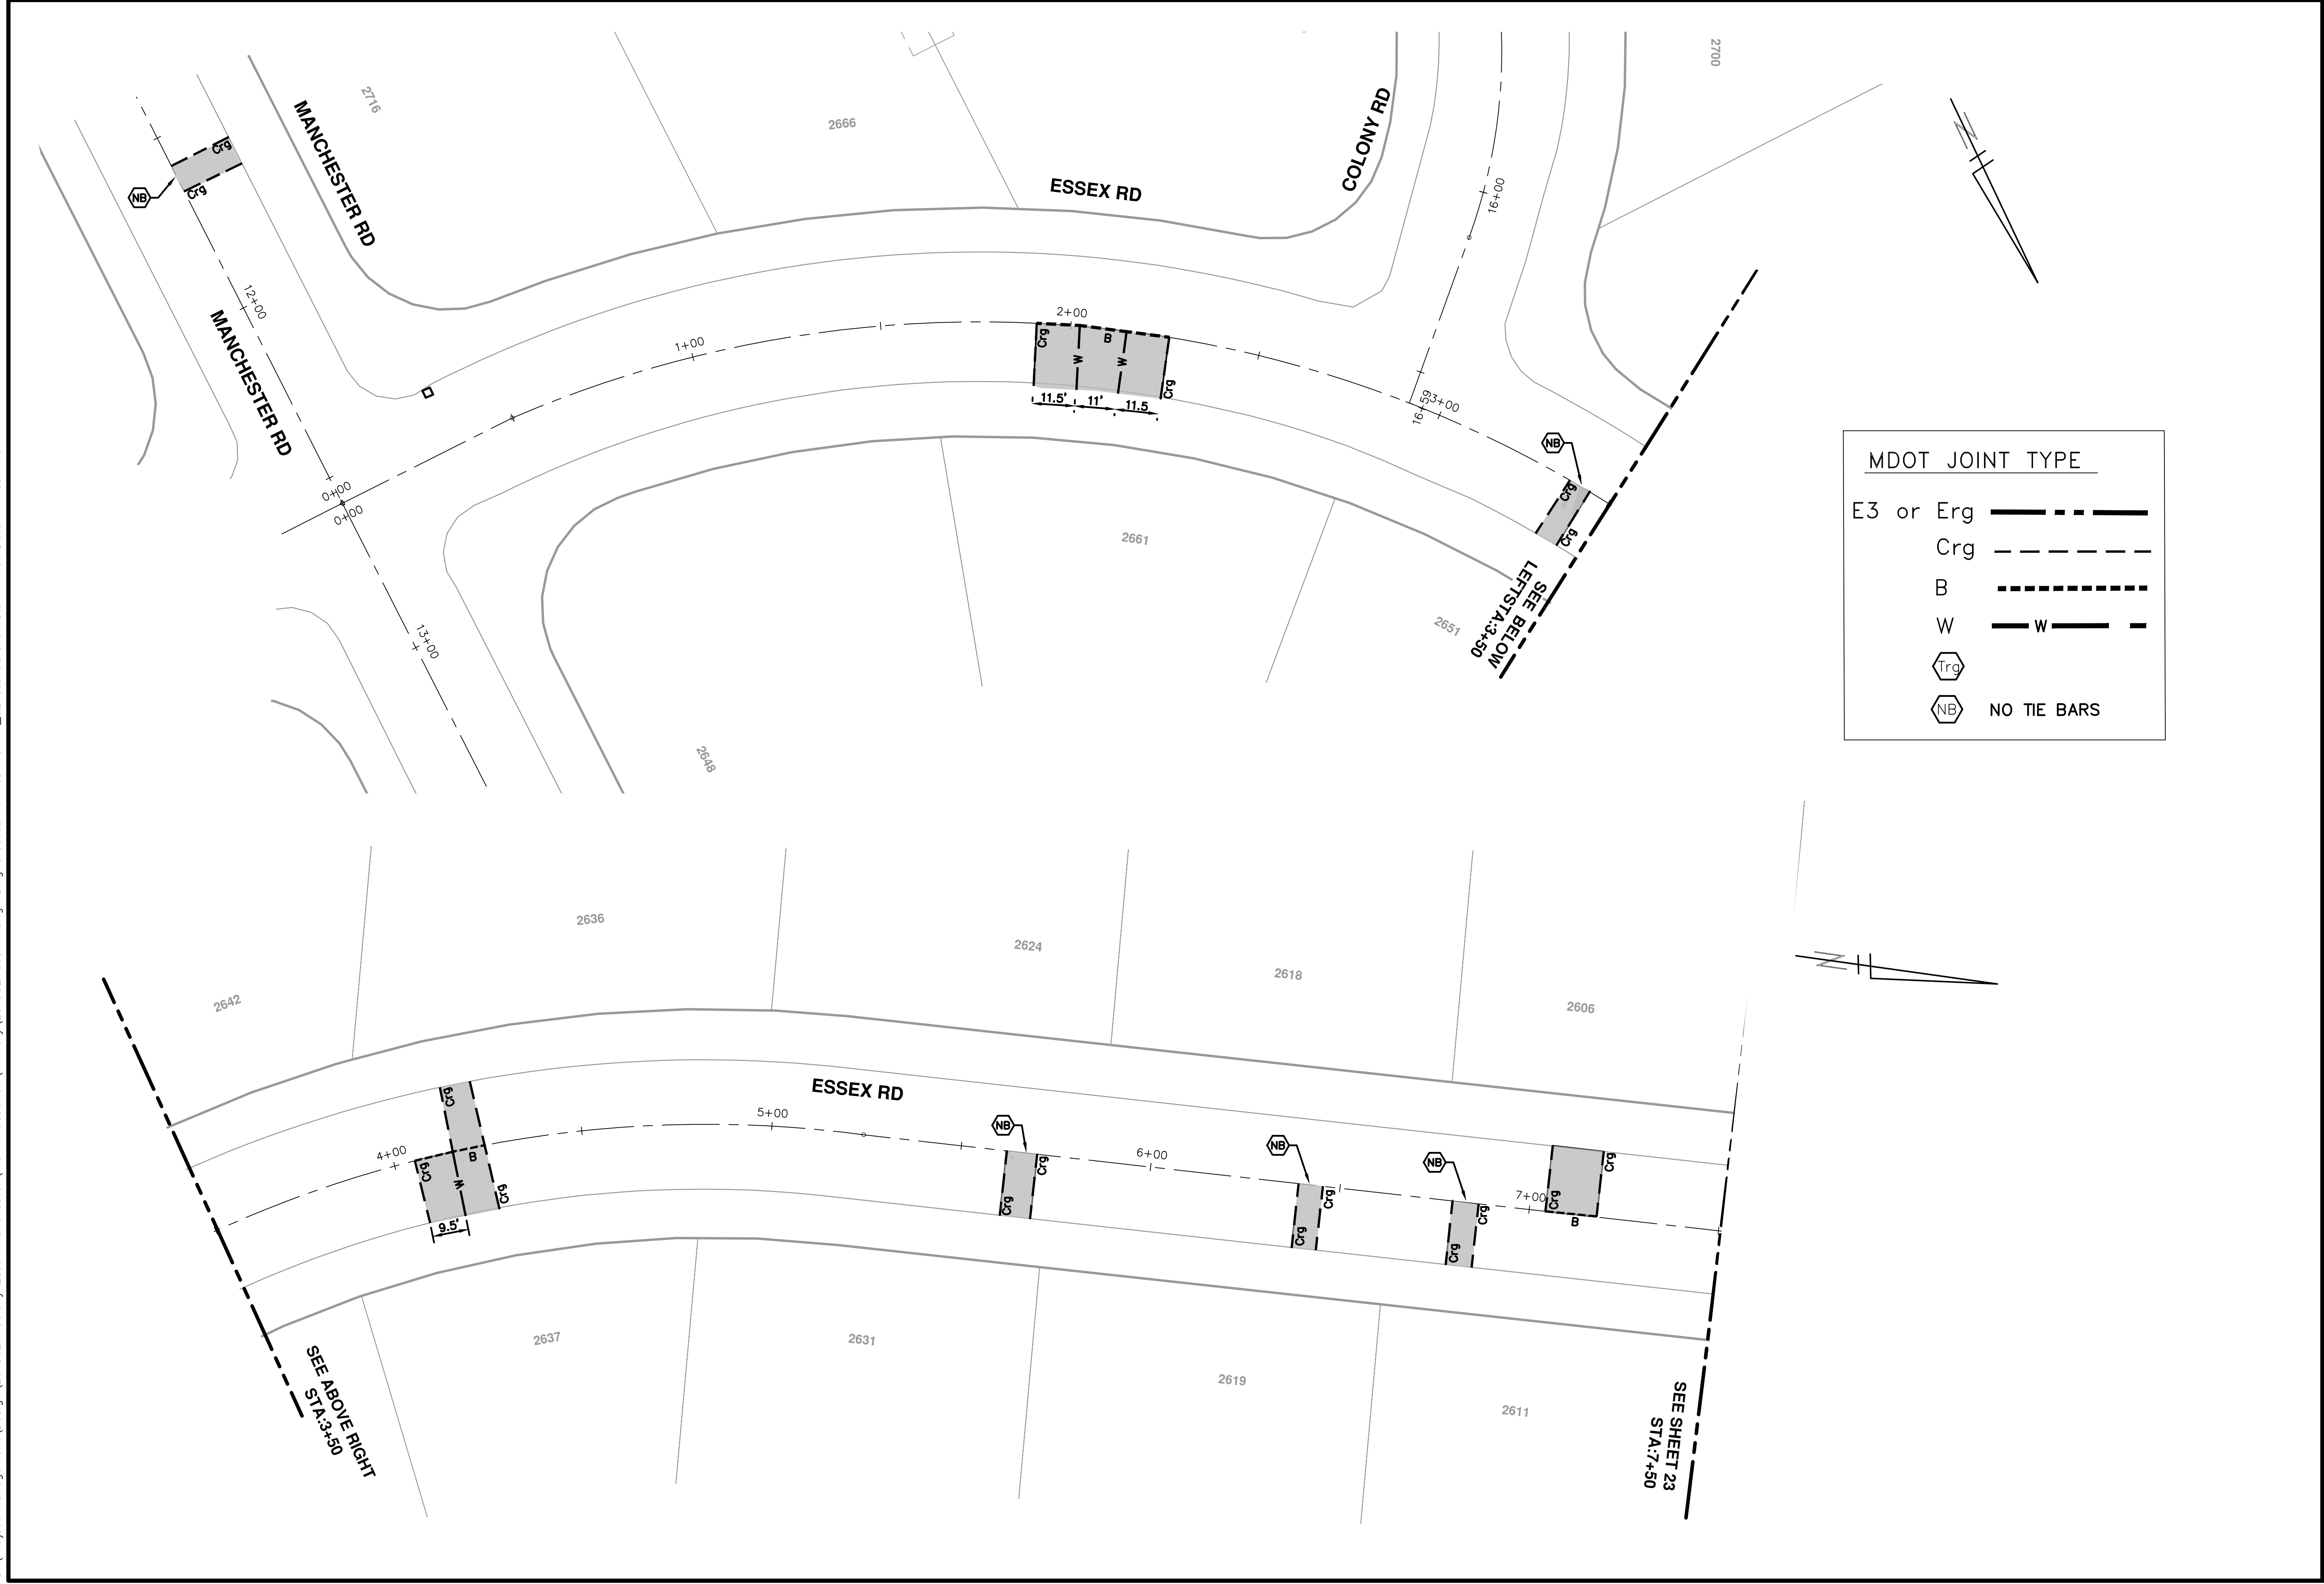 2716
MANCHESTER RD
2666
ESSEX RD
COLONY RD
2700
Crg
Crg
NB
16+00
12+00
MANCHESTER RD
1+00
2+00
Crg
W
B
W
Crg
11.5'
11'
11.5
16+59
3+00
NB
Crg
Crg
0+00
0+00
13+00
2661
2651
2648
SEE BELOW
LEFTSTA:3+50
MDOT JOINT TYPE
E3 or Erg
Crg
B
W
W
Trg
NB NO TIE BARS
N
2642
2636
2624
2618
2606
N
ESSEX RD
Crg
4+00
Crg
B
W
Crg
9.5'
5+00
NB
Crg
Crg
6+00
NB
Crg
Crg
NB
Crg
Crg
7+00
Crg
Crg
B
2637
2631
2619
2611
SEE ABOVE RIGHT
STA:3+50
SEE SHEET 23
STA:7+50